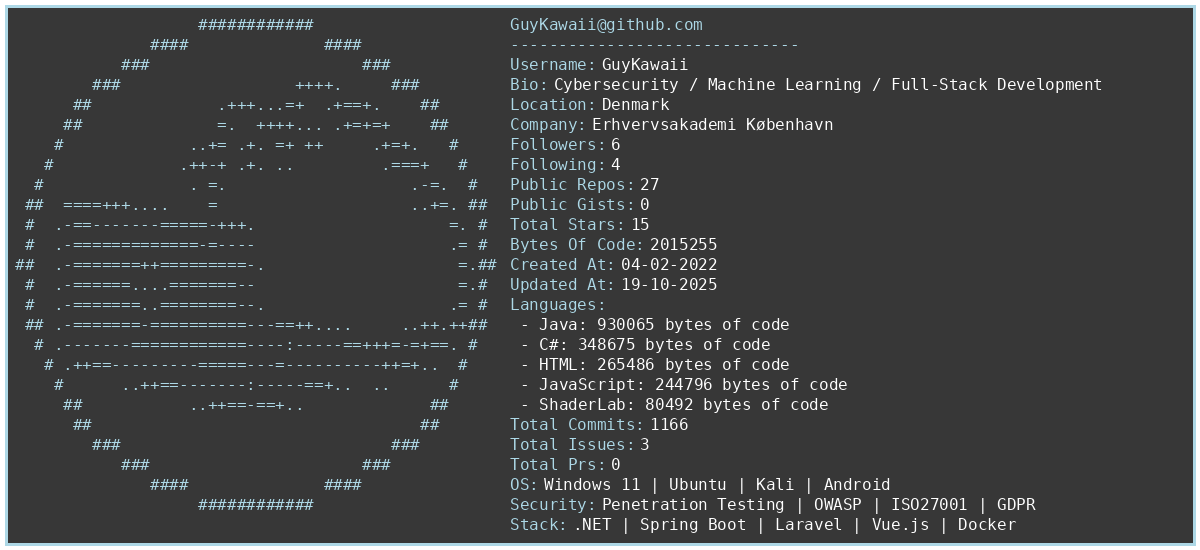 GuyKawaii@github.com
------------------------------
Username: GuyKawaii
Bio: Cybersecurity / Machine Learning / Full-Stack Development
Location: Denmark
Company: Erhvervsakademi København
Followers: 6
Following: 4
Public Repos: 27
Public Gists: 0
Total Stars: 15
Bytes Of Code: 2015255
Created At: 04-02-2022
Updated At: 19-10-2025
Languages:
- Java: 930065 bytes of code
- C#: 348675 bytes of code
- HTML: 265486 bytes of code
- JavaScript: 244796 bytes of code
- ShaderLab: 80492 bytes of code
Total Commits: 1166
Total Issues: 3
Total Prs: 0
OS: Windows 11 | Ubuntu | Kali | Android
Security: Penetration Testing | OWASP | ISO27001 | GDPR
Stack: .NET | Spring Boot | Laravel | Vue.js | Docker